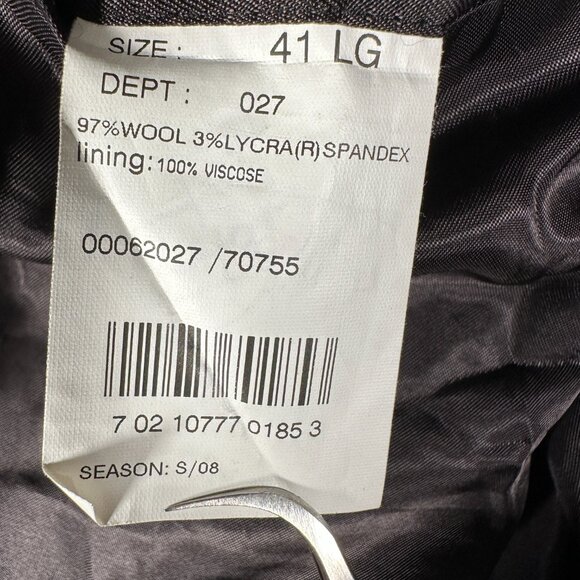 SIZE : 41 LG
DEPT : 027
97%WOOL 3%LYCRA(R)SPANDEX
lining:100% VISCOSE
00062027 /70755
7 02 10777 0185 3
SEASON: S/08